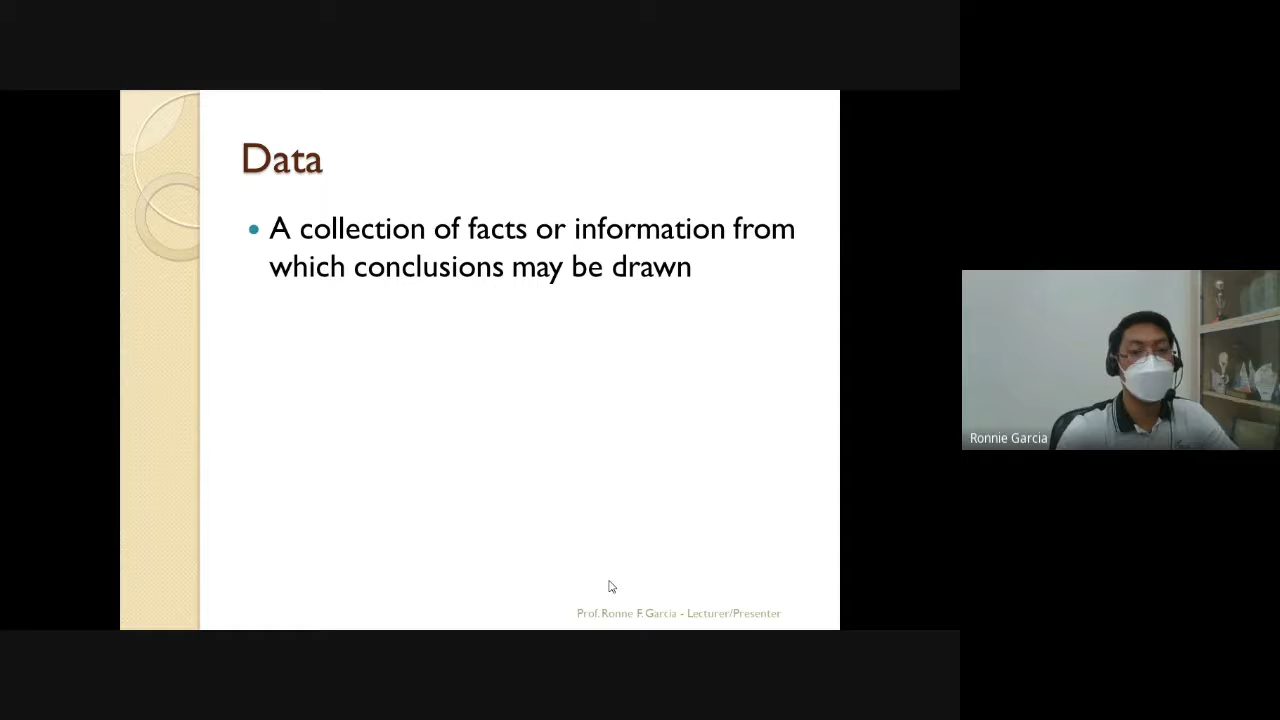 Data
A collection of facts or information from
which conclusions may be drawn
Prof. Ronne F. Garcia - Lecturer/Presenter
Ronnie Garcia